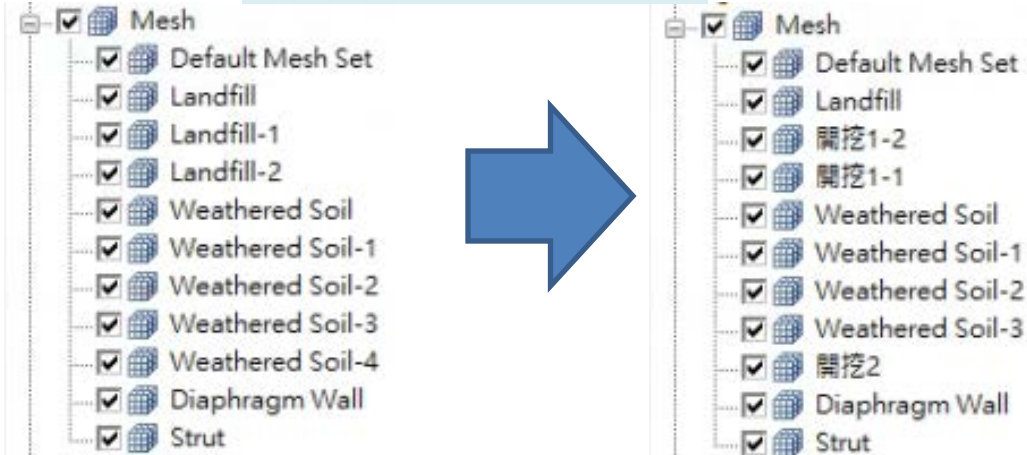 Mesh
Default Mesh Set
Landfill
Landfill-1
Landfill-2
Weathered Soil
Weathered Soil-1
Weathered Soil-2
Weathered Soil-3
Weathered Soil-4
Diaphragm Wall
Strut
Mesh
Default Mesh Set
Landfill
開挖1-2
開挖1-1
Weathered Soil
Weathered Soil-1
Weathered Soil-2
Weathered Soil-3
開挖2
Diaphragm Wall
Strut